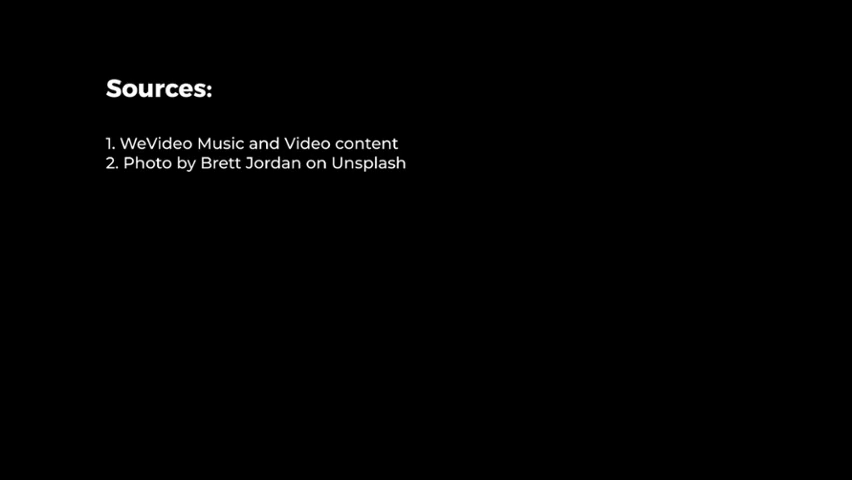 Sources:
1. WeVideo Music and Video content
2. Photo by Brett Jordan on Unsplash